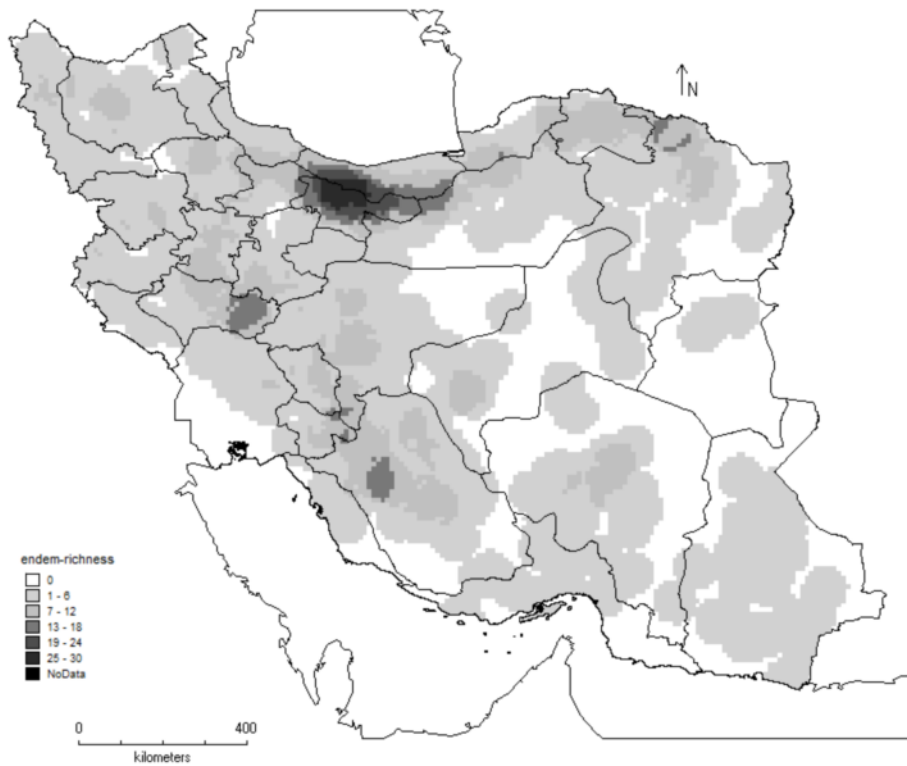 N
endem-richness
0
1 - 6
7 - 12
13 - 18
19 - 24
25 - 30
NoData
0 400
kilometers